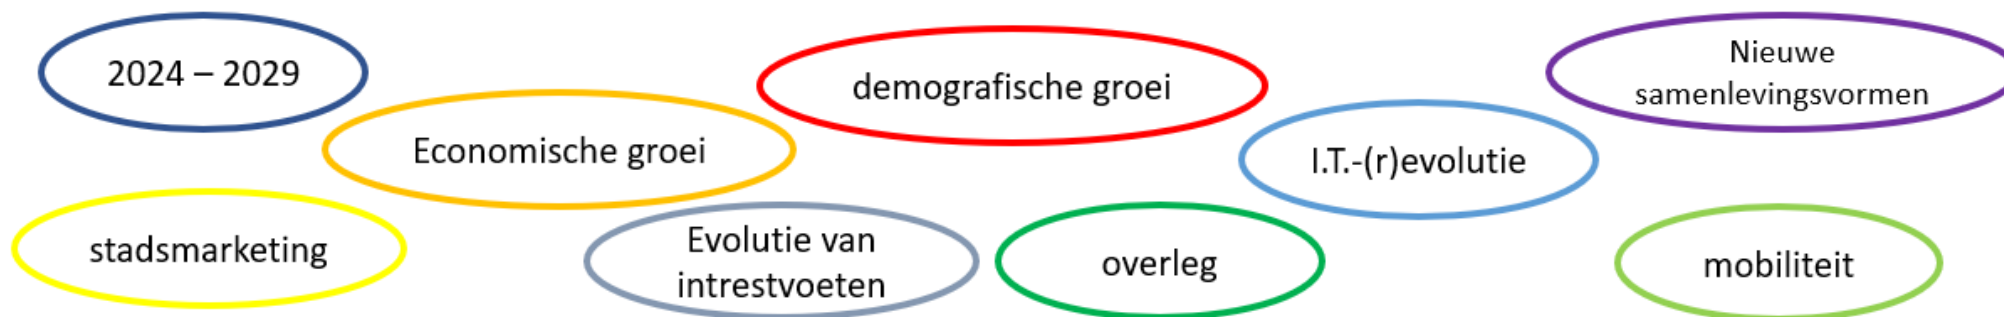 2024 – 2029
Economische groei
demografische groei
I.T.-(r)evolutie
Nieuwe
samenlevingsvormen
stadsmarketing
Evolutie van
intrestvoeten
overleg
mobiliteit